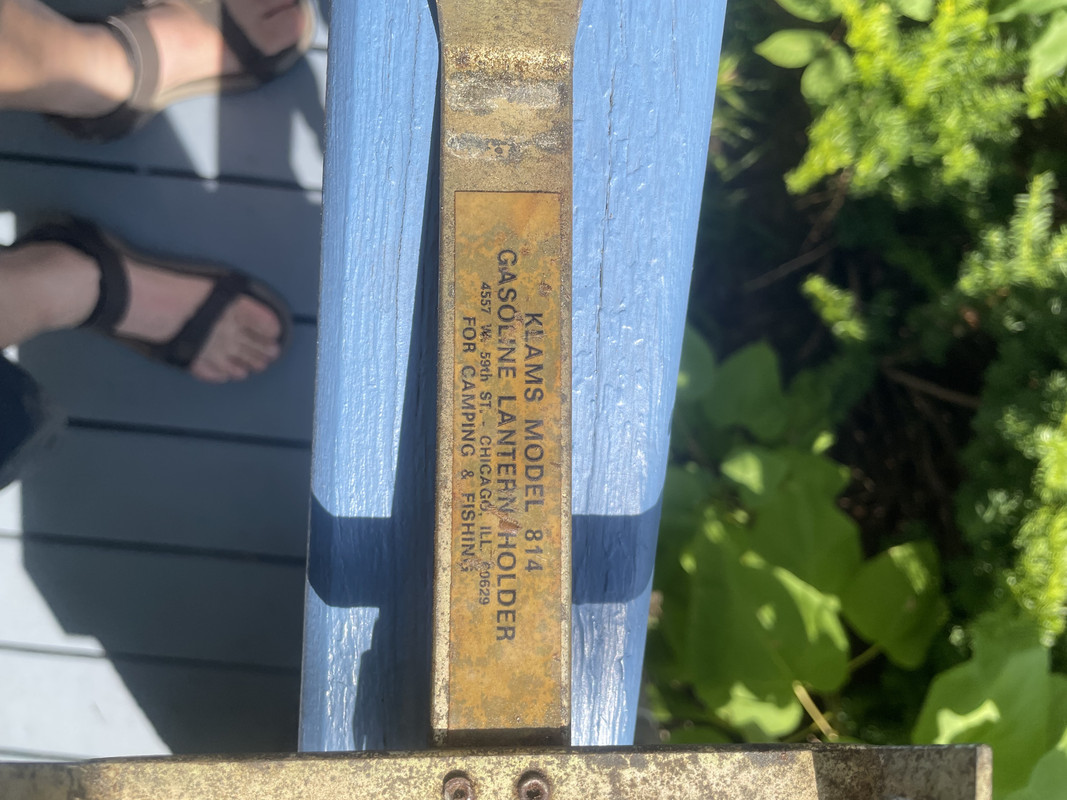 KLAMS MODEL 814
GASOLINE LANTERN HOLDER
4557 W. 59th ST. - CHICAGO, ILL. 60629
FOR CAMPING & FISHING